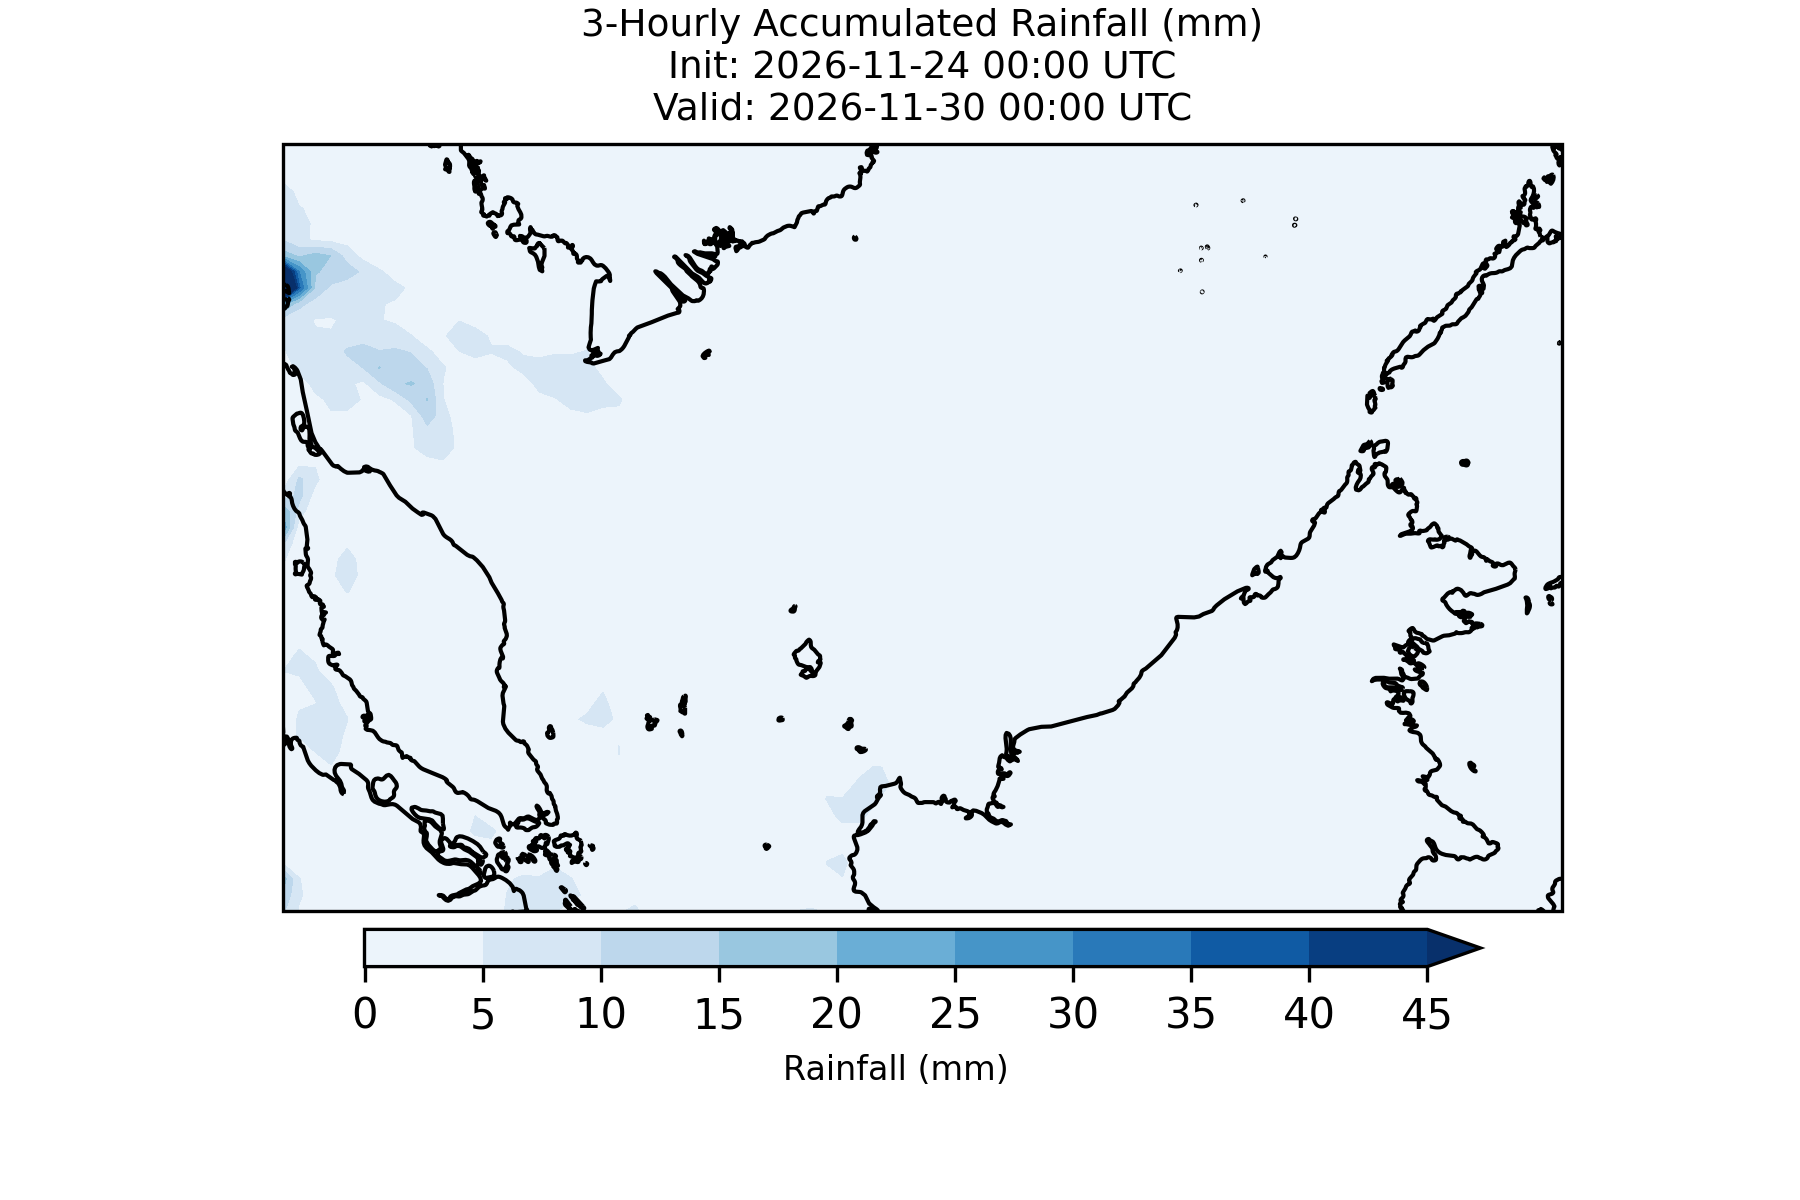 3-Hourly Accumulated Rainfall (mm)
Init: 2026-11-24 00:00 UTC
Valid: 2026-11-30 00:00 UTC
0 5 10 15 20 25 30 35 40 45
Rainfall (mm)